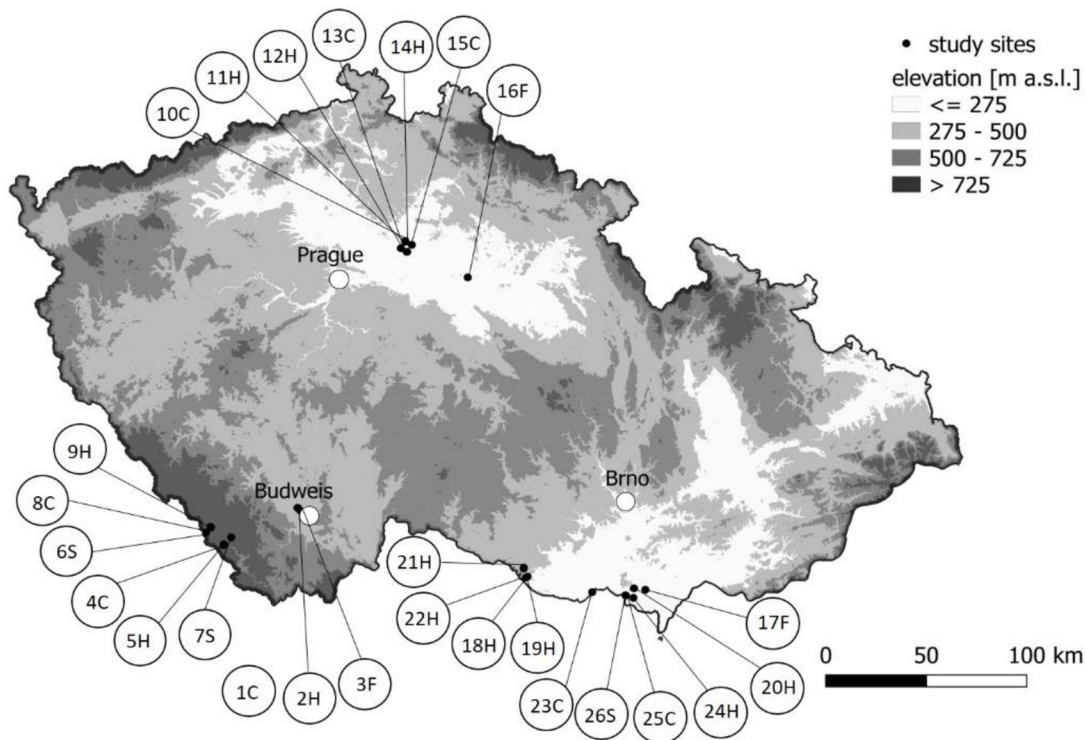 13C
14H
15C
12H
11H
10C
16F
study sites
elevation [m a.s.l.]
<= 275
275 - 500
500 - 725
> 725
Prague
Brno
Budweis
9H
8C
6S
4C
5H
7S
1C
2H
3F
21H
22H
18H
19H
23C
26S
25C
24H
20H
17F
0 50 100 km